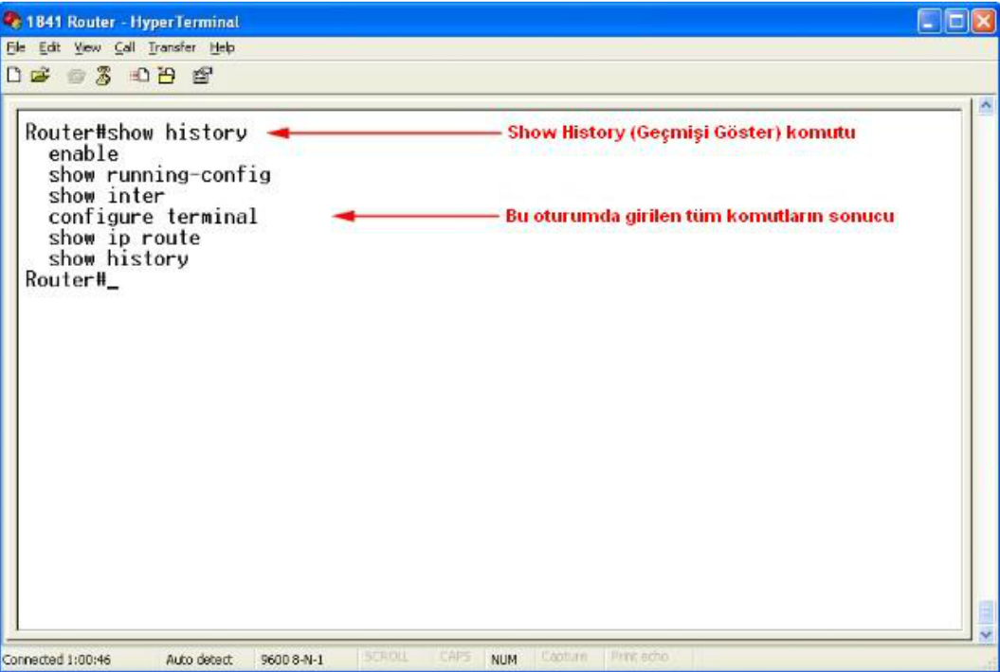 1841 Router - HyperTerminal
File Edit View Call Transfer Help
Router#show history
Show History (Geçmişi Göster) komutu
enable
show running-config
show inter
configure terminal
Bu oturumda girilen tüm komutların sonucu
show ip route
show history
Router#_
Connected 1:00:46 Auto detect 9600 8-N-1 SCROLL CAPS NUM Capture Print echo